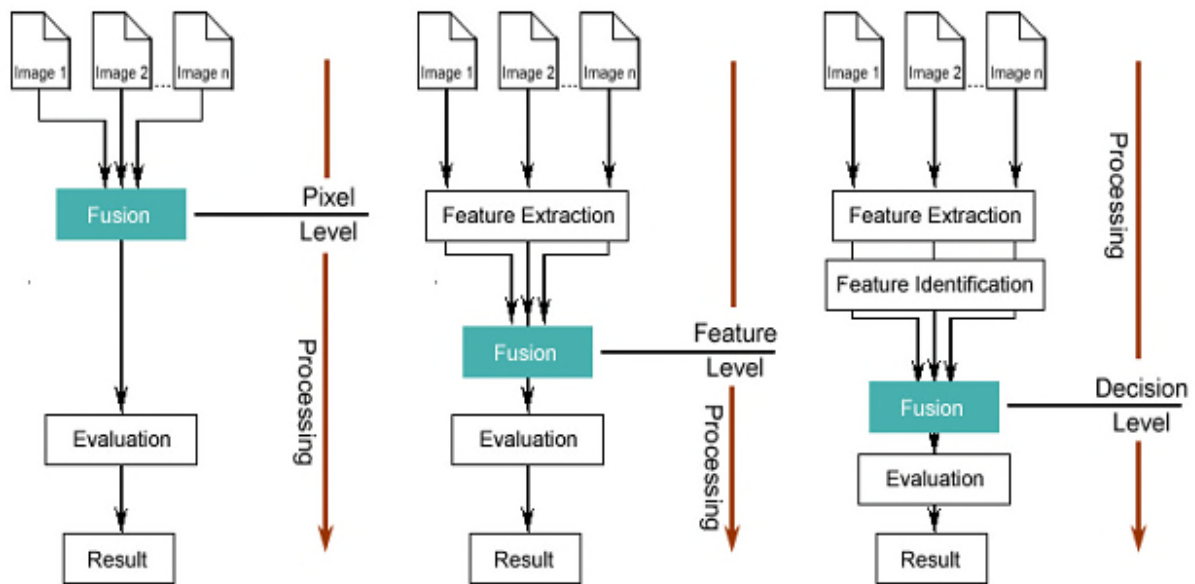 Image 1 Image 2 ---- Image n
Fusion
Pixel
Level
Processing
Evaluation
Result
Image 1 Image 2 ---- Image n
Feature Extraction
Fusion
Feature
Level
Processing
Evaluation
Result
Image 1 Image 2 ---- Image n
Processing
Feature Extraction
Feature Identification
Fusion
Decision
Level
Evaluation
Result